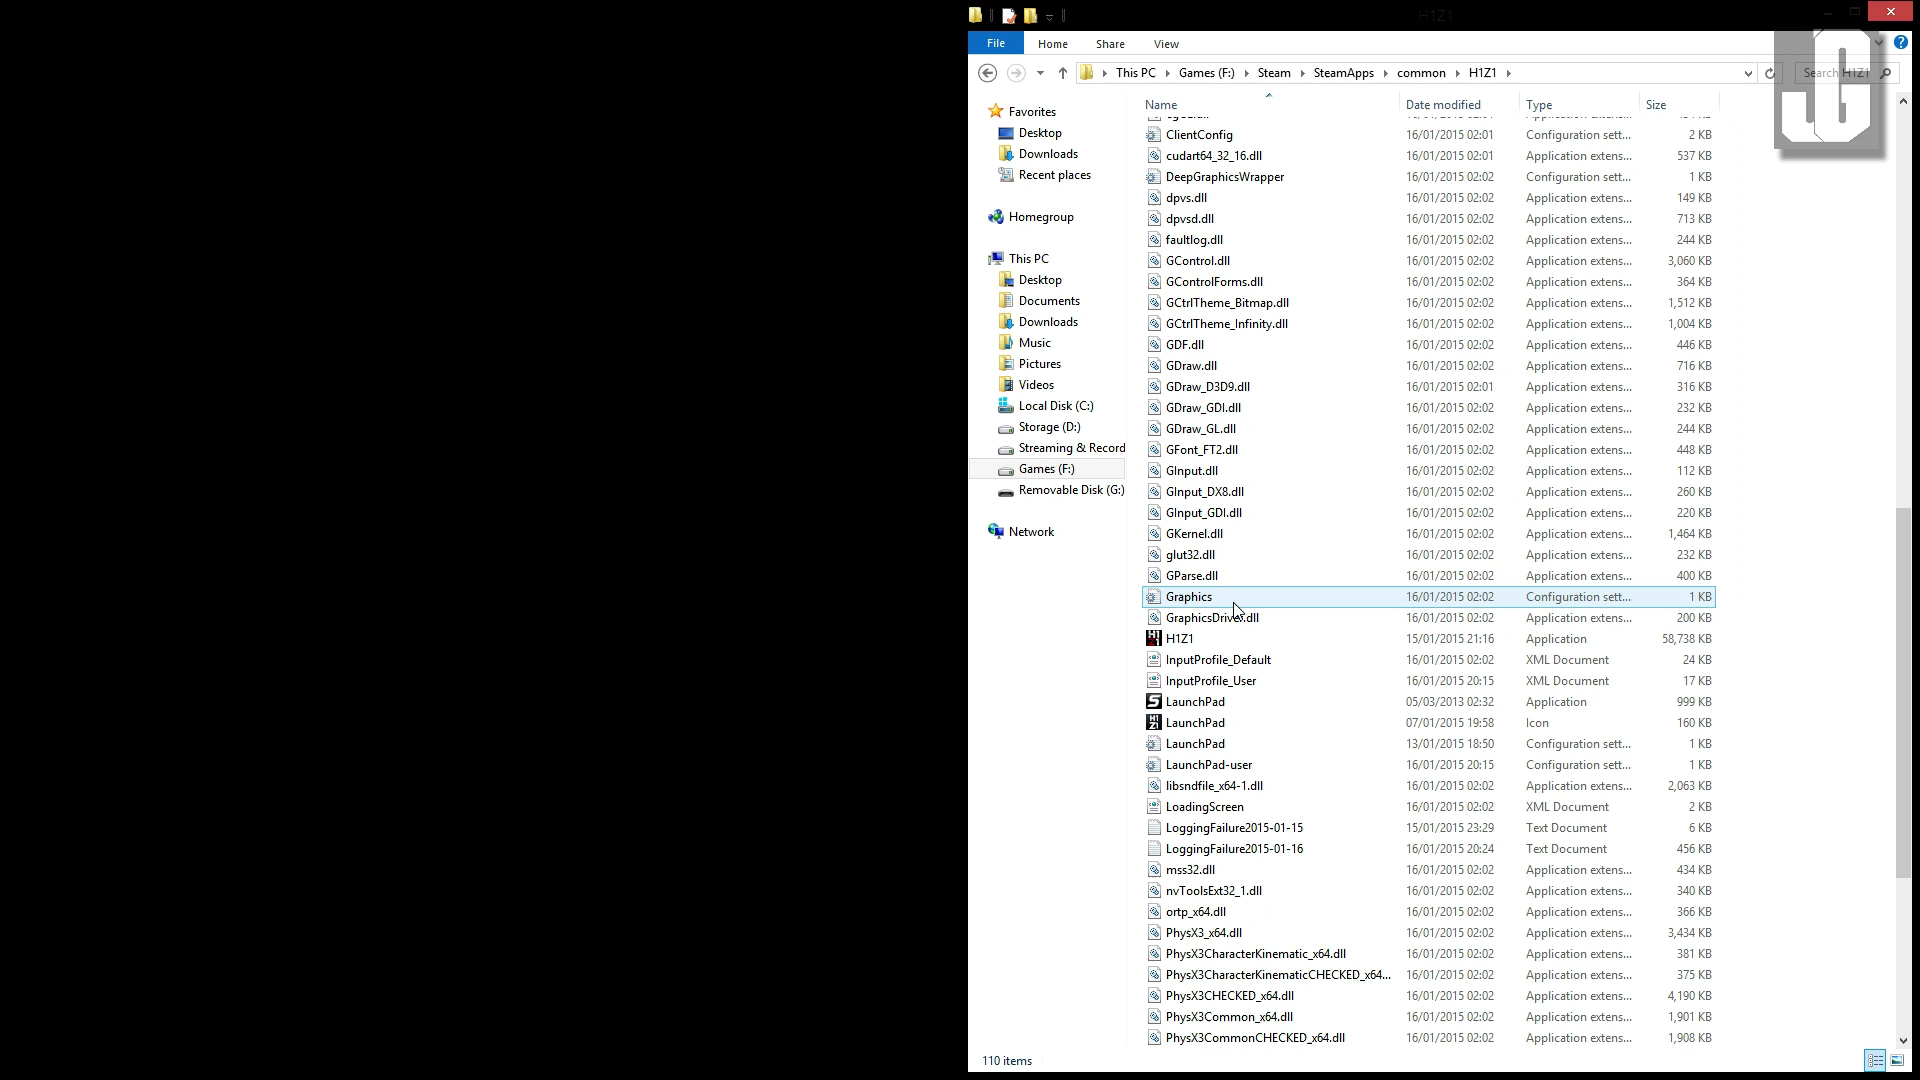 H1Z1
File Home Share View
This PC Games (F:) Steam SteamApps common H1Z1 Search H1Z1
Favorites
Desktop
Downloads
Recent places
Homegroup
This PC
Desktop
Documents
Downloads
Music
Pictures
Videos
Local Disk (C:)
Storage (D:)
Streaming & Record
Games (F:)
Removable Disk (G:)
Network
Name Date modified Type Size
ClientConfig 16/01/2015 02:01 Configuration sett... 2 KB
cudart64_32_16.dll 16/01/2015 02:01 Application extens... 537 KB
DeepGraphicsWrapper 16/01/2015 02:02 Configuration sett... 1 KB
dpvs.dll 16/01/2015 02:02 Application extens... 149 KB
dpvsd.dll 16/01/2015 02:02 Application extens... 713 KB
faultlog.dll 16/01/2015 02:02 Application extens... 244 KB
GControl.dll 16/01/2015 02:02 Application extens... 3,060 KB
GControlForms.dll 16/01/2015 02:02 Application extens... 364 KB
GCtrlTheme_Bitmap.dll 16/01/2015 02:02 Application extens... 1,512 KB
GCtrlTheme_Infinity.dll 16/01/2015 02:02 Application extens... 1,004 KB
GDF.dll 16/01/2015 02:02 Application extens... 446 KB
GDraw.dll 16/01/2015 02:02 Application extens... 716 KB
GDraw_D3D9.dll 16/01/2015 02:01 Application extens... 316 KB
GDraw_GDI.dll 16/01/2015 02:02 Application extens... 232 KB
GDraw_GL.dll 16/01/2015 02:02 Application extens... 244 KB
GFont_FT2.dll 16/01/2015 02:02 Application extens... 448 KB
GInput.dll 16/01/2015 02:02 Application extens... 112 KB
GInput_DX8.dll 16/01/2015 02:02 Application extens... 260 KB
GInput_GDI.dll 16/01/2015 02:02 Application extens... 220 KB
GKernel.dll 16/01/2015 02:02 Application extens... 1,464 KB
glut32.dll 16/01/2015 02:02 Application extens... 232 KB
GParse.dll 16/01/2015 02:02 Application extens... 400 KB
Graphics 16/01/2015 02:02 Configuration sett... 1 KB
GraphicsDriver.dll 16/01/2015 02:02 Application extens... 200 KB
H1Z1 15/01/2015 21:16 Application 58,738 KB
InputProfile_Default 16/01/2015 02:02 XML Document 24 KB
InputProfile_User 16/01/2015 20:15 XML Document 17 KB
LaunchPad 05/03/2013 02:32 Application 999 KB
LaunchPad 07/01/2015 19:58 Icon 160 KB
LaunchPad 13/01/2015 18:50 Configuration sett... 1 KB
LaunchPad-user 16/01/2015 20:15 Configuration sett... 1 KB
libsndfile_x64-1.dll 16/01/2015 02:02 Application extens... 2,063 KB
LoadingScreen 16/01/2015 02:02 XML Document 2 KB
LoggingFailure2015-01-15 15/01/2015 23:29 Text Document 6 KB
LoggingFailure2015-01-16 16/01/2015 20:24 Text Document 456 KB
mss32.dll 16/01/2015 02:02 Application extens... 434 KB
nvToolsExt32_1.dll 16/01/2015 02:02 Application extens... 340 KB
ortp_x64.dll 16/01/2015 02:02 Application extens... 366 KB
PhysX3_x64.dll 16/01/2015 02:02 Application extens... 3,434 KB
PhysX3CharacterKinematic_x64.dll 16/01/2015 02:02 Application extens... 381 KB
PhysX3CharacterKinematicCHECKED_x64... 16/01/2015 02:02 Application extens... 375 KB
PhysX3CHECKED_x64.dll 16/01/2015 02:02 Application extens... 4,190 KB
PhysX3Common_x64.dll 16/01/2015 02:02 Application extens... 1,901 KB
PhysX3CommonCHECKED_x64.dll 16/01/2015 02:02 Application extens... 1,908 KB
110 items